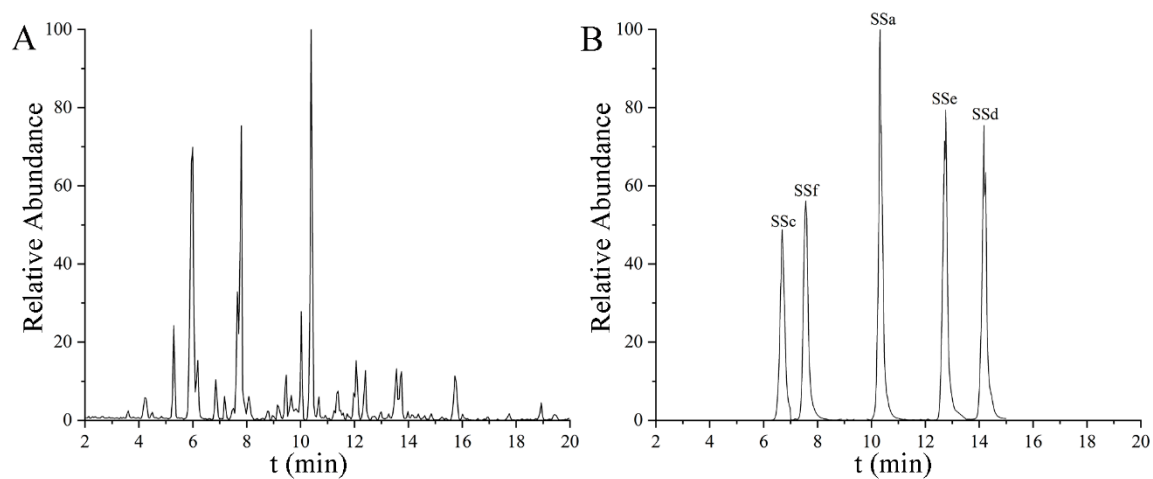 A
Relative Abundance
100
80
60
40
20
0
2 4 6 8 10 12 14 16 18 20
t (min)
B
Relative Abundance
100
80
60
40
20
0
SSa
SSe
SSd
SSf
SSc
2 4 6 8 10 12 14 16 18 20
t (min)